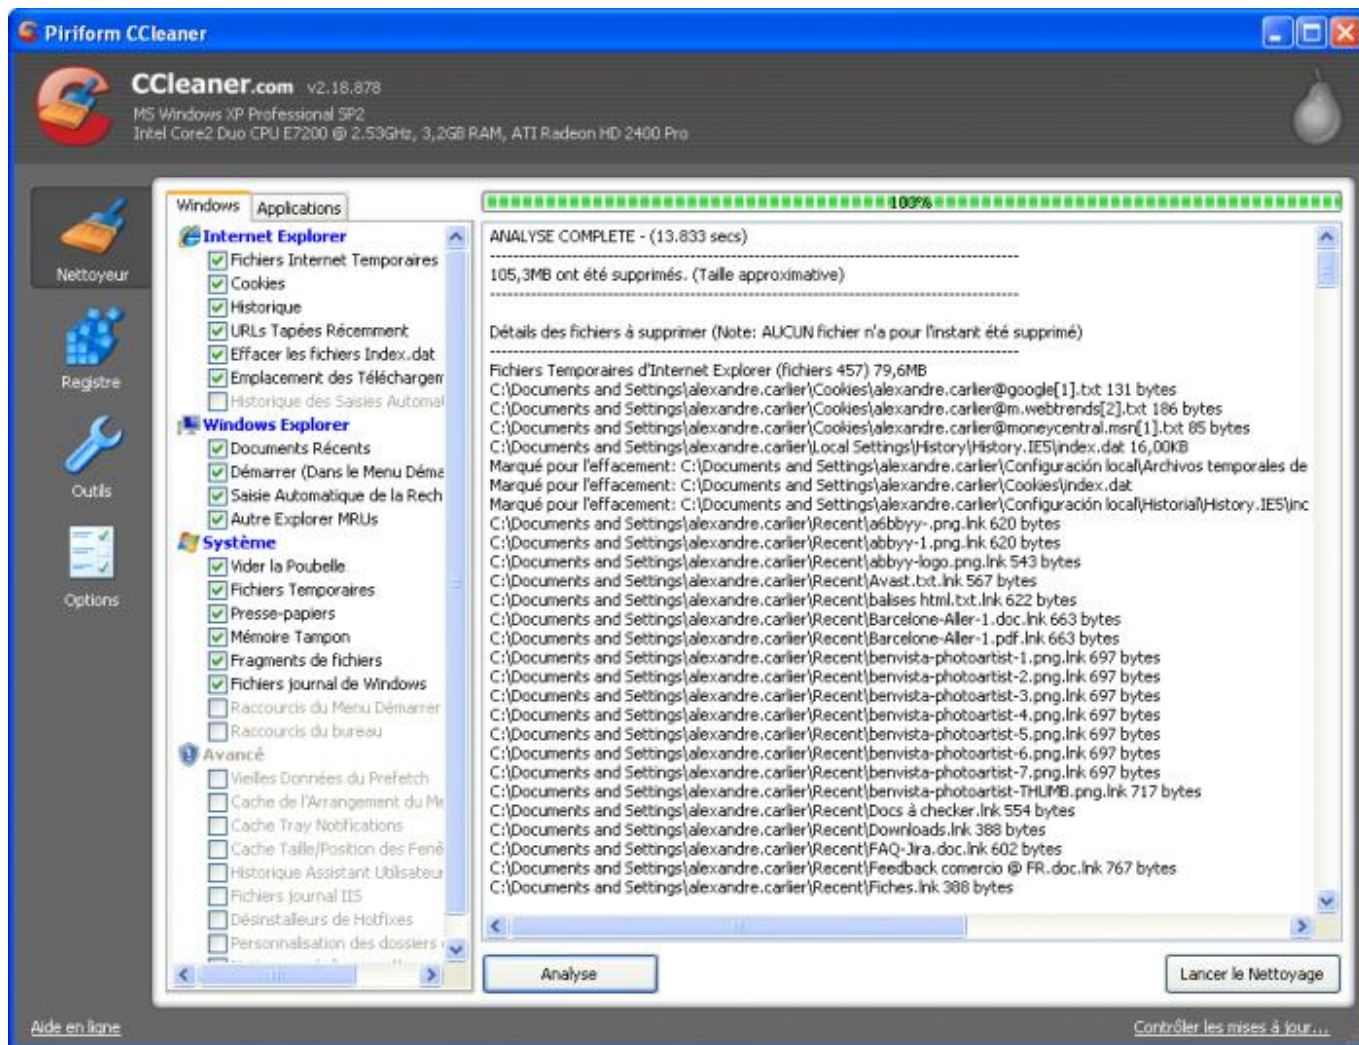 Piriform CCleaner
CCleaner.com v2.18.878
MS Windows XP Professional SP2
Intel Core2 Duo CPU E7200 @ 2.53GHz, 3,2GB RAM, ATI Radeon HD 2400 Pro
Nettoyeur
Registre
Outils
Options
Windows
Applications
Internet Explorer
Fichiers Internet Temporaires
Cookies
Historique
URLs Tapées Récemment
Effacer les fichiers Index.dat
Emplacement des Téléchargem
Historique des Saisies Automat
Windows Explorer
Documents Récents
Démarrer (Dans le Menu Déma
Saisie Automatique de la Rech
Autre Explorer MRUs
Système
Vider la Poubelle
Fichiers Temporaires
Presse-papiers
Mémoire Tampon
Fragments de fichiers
Fichiers journal de Windows
Raccourcis du Menu Démarrer
Raccourcis du bureau
Avancé
Vieilles Données du Prefetch
Cache de l'Arrangement du Me
Cache Tray Notifications
Cache Taille/Position des Fenê
Historique Assistant Utilisateur
Fichiers journal IIS
Désinstalleurs de Hotfixes
Personnalisation des dossiers
100%
ANALYSE COMPLETE - (13.833 secs)
105,3MB ont été supprimés. (Taille approximative)
Détails des fichiers à supprimer (Note: AUCUN fichier n'a pour l'instant été supprimé)
Fichiers Temporaires d'Internet Explorer (fichiers 457) 79,6MB
C:\Documents and Settings\alexandre.carlier\Cookies\alexandre.carlier@google[1].txt 131 bytes
C:\Documents and Settings\alexandre.carlier\Cookies\alexandre.carlier@m.webtrends[2].txt 186 bytes
C:\Documents and Settings\alexandre.carlier\Cookies\alexandre.carlier@moneycentral.msn[1].txt 85 bytes
C:\Documents and Settings\alexandre.carlier\Local Settings\History\History.IE5\index.dat 16,00KB
Marqué pour l'effacement: C:\Documents and Settings\alexandre.carlier\Configuración local\Archivos temporales de
Marqué pour l'effacement: C:\Documents and Settings\alexandre.carlier\Cookies\index.dat
Marqué pour l'effacement: C:\Documents and Settings\alexandre.carlier\Configuración local\Historial\History.IE5\inc
C:\Documents and Settings\alexandre.carlier\Recent\a6bbyy-.png.lnk 620 bytes
C:\Documents and Settings\alexandre.carlier\Recent\abbyy-1.png.lnk 620 bytes
C:\Documents and Settings\alexandre.carlier\Recent\abbyy-logo.png.lnk 543 bytes
C:\Documents and Settings\alexandre.carlier\Recent\Avast.txt.lnk 567 bytes
C:\Documents and Settings\alexandre.carlier\Recent\balises html.txt.lnk 622 bytes
C:\Documents and Settings\alexandre.carlier\Recent\Barcelone-Aller-1.doc.lnk 663 bytes
C:\Documents and Settings\alexandre.carlier\Recent\Barcelone-Aller-1.pdf.lnk 663 bytes
C:\Documents and Settings\alexandre.carlier\Recent\benvista-photoartist-1.png.lnk 697 bytes
C:\Documents and Settings\alexandre.carlier\Recent\benvista-photoartist-2.png.lnk 697 bytes
C:\Documents and Settings\alexandre.carlier\Recent\benvista-photoartist-3.png.lnk 697 bytes
C:\Documents and Settings\alexandre.carlier\Recent\benvista-photoartist-4.png.lnk 697 bytes
C:\Documents and Settings\alexandre.carlier\Recent\benvista-photoartist-5.png.lnk 697 bytes
C:\Documents and Settings\alexandre.carlier\Recent\benvista-photoartist-6.png.lnk 697 bytes
C:\Documents and Settings\alexandre.carlier\Recent\benvista-photoartist-7.png.lnk 697 bytes
C:\Documents and Settings\alexandre.carlier\Recent\benvista-photoartist-THUMB.png.lnk 717 bytes
C:\Documents and Settings\alexandre.carlier\Recent\Docs à checker.lnk 554 bytes
C:\Documents and Settings\alexandre.carlier\Recent\Downloads.lnk 388 bytes
C:\Documents and Settings\alexandre.carlier\Recent\FAQ-Jira.doc.lnk 602 bytes
C:\Documents and Settings\alexandre.carlier\Recent\Feedback comercio @ FR.doc.lnk 767 bytes
C:\Documents and Settings\alexandre.carlier\Recent\Fiches.lnk 388 bytes
Analyse
Lancer le Nettoyage
Aide en ligne
Contrôler les mises à jour...